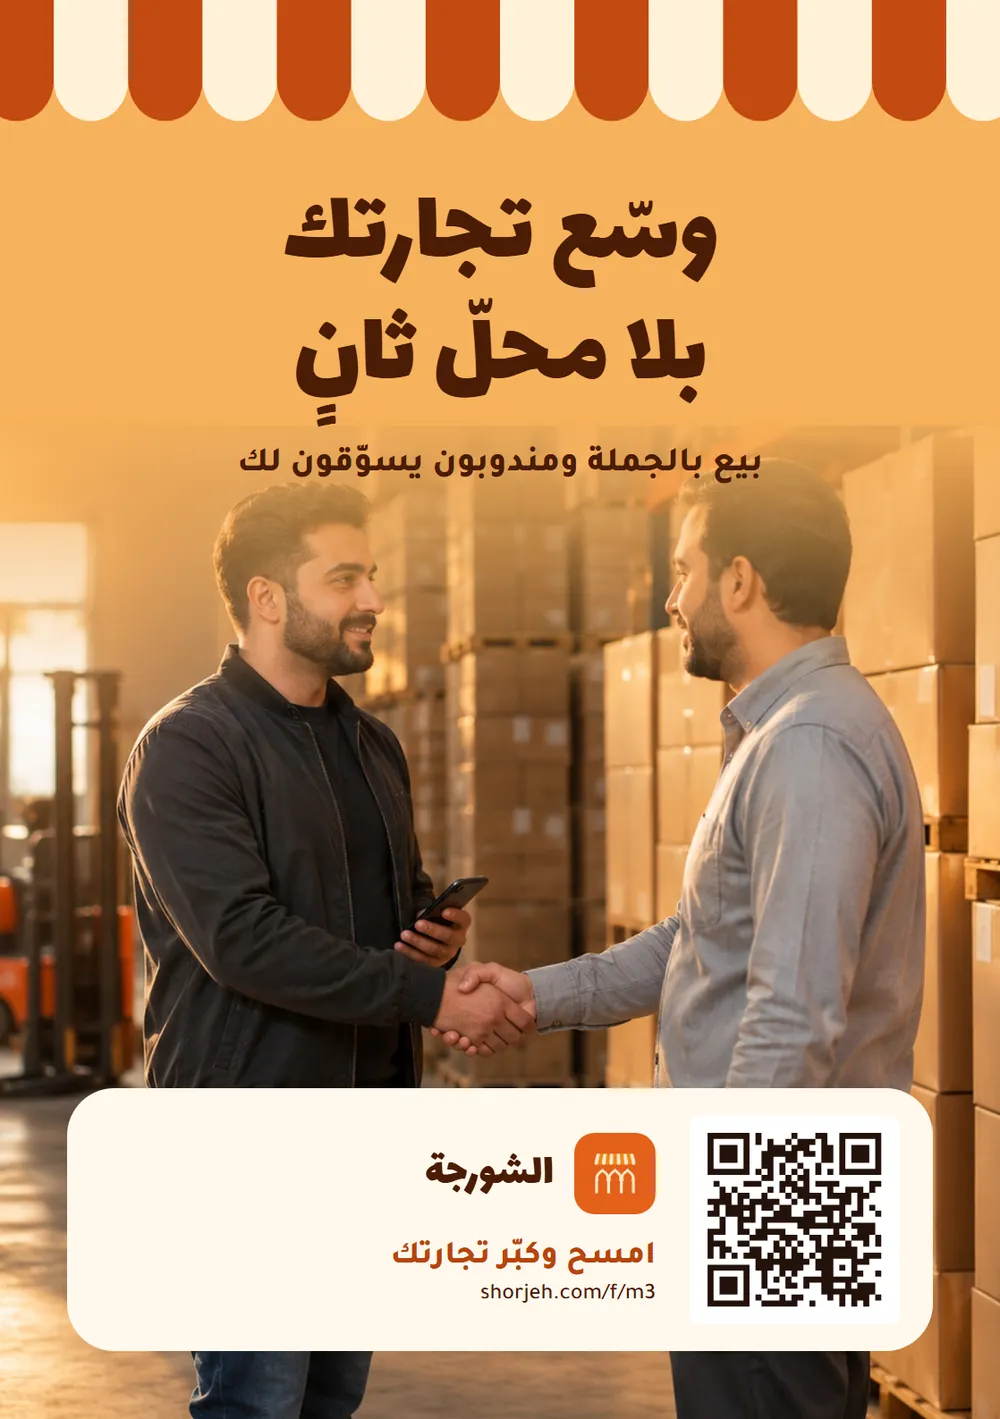 وسّع تجارتك
بلا محلّ ثانٍ
بيع بالجملة ومندوبون يسوّقون لك
الشورجة
امسح وكبّر تجارتك
shorjeh.com/f/m3